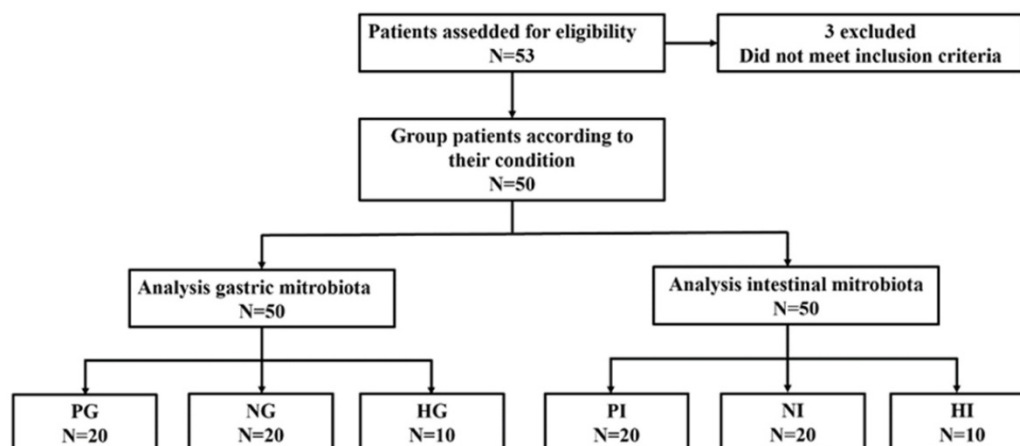 Patients assedded for eligibility
N=53
3 excluded
Did not meet inclusion criteria
Group patients according to
their condition
N=50
Analysis gastric mitrobiota
N=50
Analysis intestinal mitrobiota
N=50
PG
N=20
NG
N=20
HG
N=10
PI
N=20
NI
N=20
HI
N=10